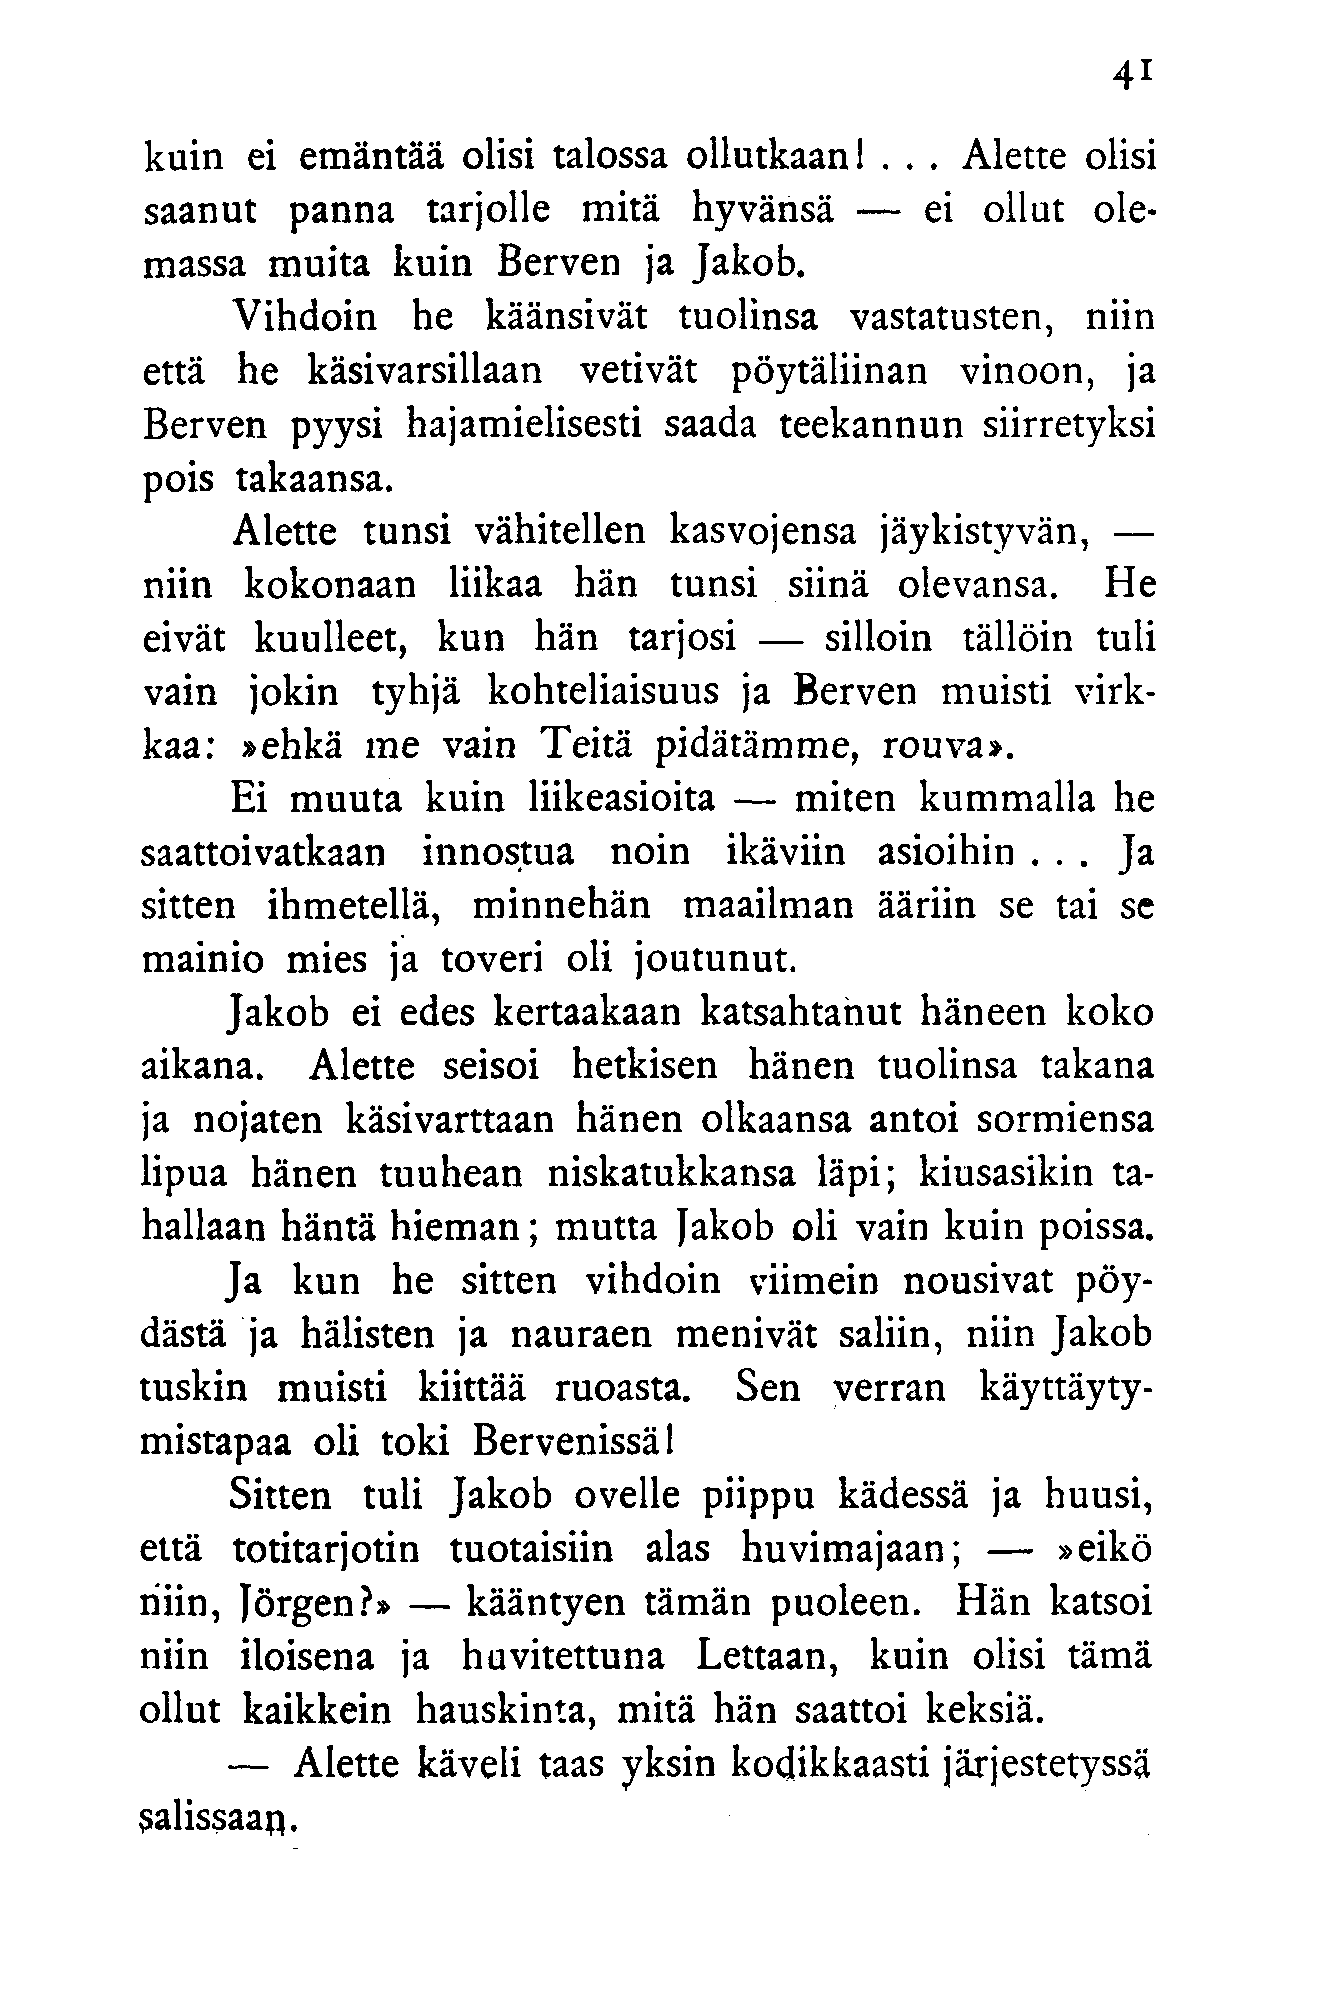 41
kuin ei emäntää olisi talossa ollutkaan! . . . Alette olisi
saanut panna tarjolle mitä hyvänsä — ei ollut ole-
massa muita kuin Berven ja Jakob.
Vihdoin he käänsivät tuolinsa vastatusten, niin
että he käsivarsillaan vetivät pöytäliinan vinoon, ja
Berven pyysi hajamielisesti saada teekannun siirretyksi
pois takaansa.
Alette tunsi vähitellen kasvojensa jäykistyvän, —
niin kokonaan liikaa hän tunsi siinä olevansa. He
eivät kuulleet, kun hän tarjosi — silloin tällöin tuli
vain jokin tyhjä kohteliaisuus ja Berven muisti virk-
kaa: »ehkä me vain Teitä pidätämme, rouva».
Ei muuta kuin liikeasioita — miten kummalla he
saattoivatkaan innostua noin ikäviin asioihin . . . Ja
sitten ihmetellä, minnehän maailman ääriin se tai se
mainio mies ja toveri oli joutunut.
Jakob ei edes kertaakaan katsahtanut häneen koko
aikana. Alette seisoi hetkisen hänen tuolinsa takana
ja nojaten käsivarttaan hänen olkaansa antoi sormiensa
lipua hänen tuuhean niskatukkansa läpi; kiusasikin ta-
hallaan häntä hieman; mutta Jakob oli vain kuin poissa.
Ja kun he sitten vihdoin viimein nousivat pöy-
dästä ja hälisten ja nauraen menivät saliin, niin Jakob
tuskin muisti kiittää ruoasta. Sen verran käyttäyty-
mistapaa oli toki Bervenissä!
Sitten tuli Jakob ovelle piippu kädessä ja huusi,
että totitarjotin tuotaisiin alas huvimajaan; — »eikö
niin, Jörgen?» — kääntyen tämän puoleen. Hän katsoi
niin iloisena ja huvitettuna Lettaan, kuin olisi tämä
ollut kaikkein hauskinta, mitä hän saattoi keksiä.
— Alette käveli taas yksin kodikkaasti järjestetyssä
salissaan.